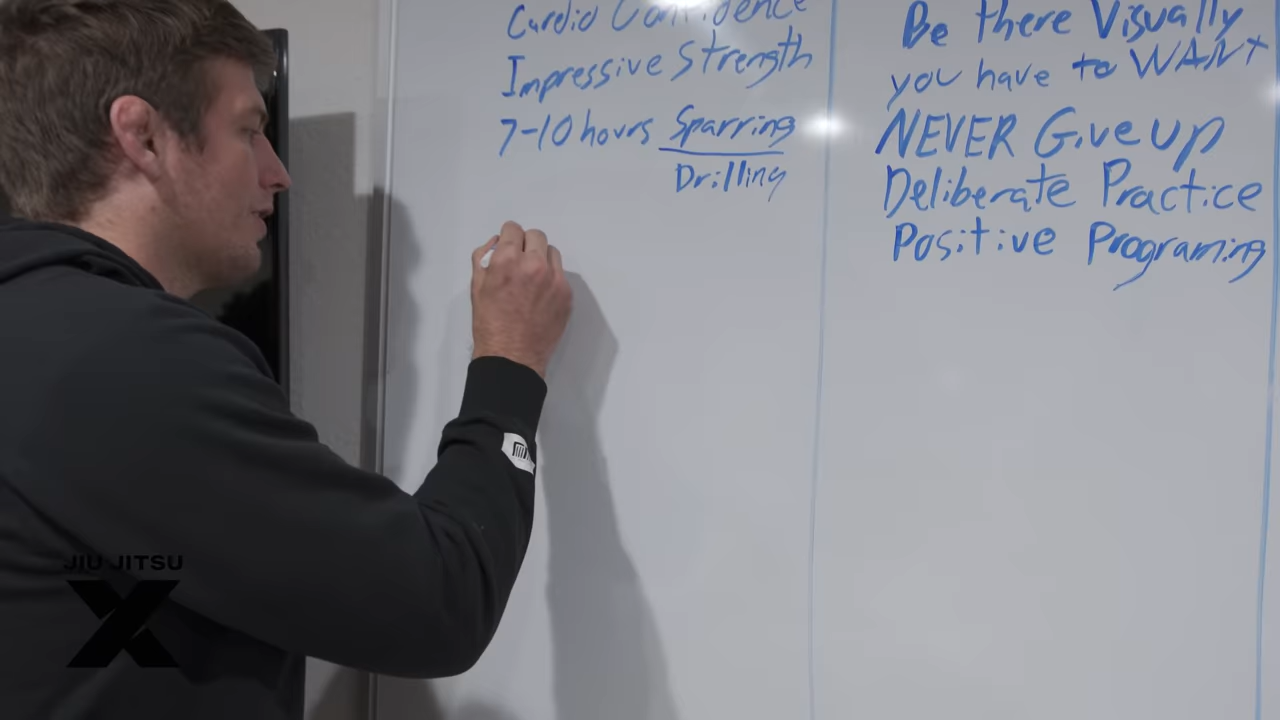 Cardio Confidence
Impressive Strength
7-10 hours Sparring
Drilling
Be there Visually
you have to WANT
NEVER Give up
Deliberate Practice
Positive Programing
JIU JITSU
X